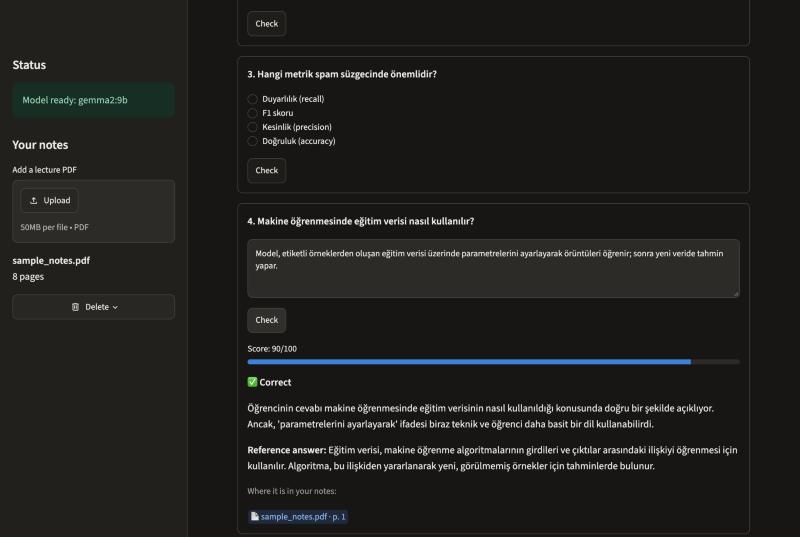 Status
Model ready: gemma2:9b
Your notes
Add a lecture PDF
Upload
50MB per file • PDF
sample_notes.pdf
8 pages
Delete
Check
3. Hangi metrik spam süzgecinde önemlidir?
Duyarlılık (recall)
F1 skoru
Kesinlik (precision)
Doğruluk (accuracy)
Check
4. Makine öğrenmesinde eğitim verisi nasıl kullanılır?
Model, etiketli örneklerden oluşan eğitim verisi üzerinde parametrelerini ayarlayarak örüntüleri öğrenir; sonra yeni veride tahmin
yapar.
Check
Score: 90/100
✅ Correct
Öğrencinin cevabı makine öğrenmesinde eğitim verisinin nasıl kullanıldığı konusunda doğru bir şekilde açıklıyor.
Ancak, 'parametrelerini ayarlayarak' ifadesi biraz teknik ve öğrenci daha basit bir dil kullanabilirdi.
Reference answer: Eğitim verisi, makine öğrenme algoritmalarının girdileri ve çıktılar arasındaki ilişkiyi öğrenmesi için
kullanılır. Algoritma, bu ilişkiden yararlanarak yeni, görülmemiş örnekler için tahminlerde bulunur.
Where it is in your notes:
sample_notes.pdf · p. 1